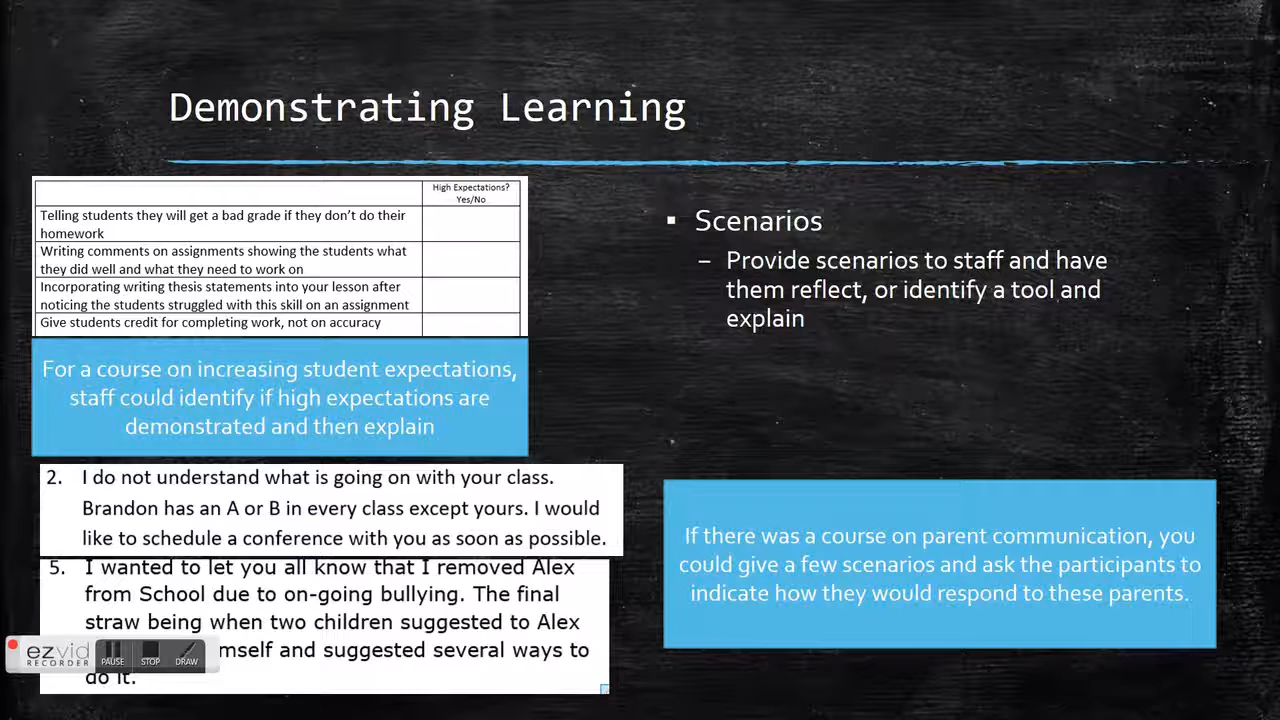 Demonstrating Learning
High Expectations?
Yes/No
Telling students they will get a bad grade if they don't do their
homework
Writing comments on assignments showing the students what
they did well and what they need to work on
Incorporating writing thesis statements into your lesson after
noticing the students struggled with this skill on an assignment
Give students credit for completing work, not on accuracy
For a course on increasing student expectations,
staff could identify if high expectations are
demonstrated and then explain
▪ Scenarios
– Provide scenarios to staff and have
them reflect, or identify a tool and
explain
2. I do not understand what is going on with your class.
Brandon has an A or B in every class except yours. I would
like to schedule a conference with you as soon as possible.
5. I wanted to let you all know that I removed Alex
from School due to on-going bullying. The final
straw being when two children suggested to Alex
mself and suggested several ways to
do it.
If there was a course on parent communication, you
could give a few scenarios and ask the participants to
indicate how they would respond to these parents.
ezvid
RECORDER
PAUSE
STOP
DRAW